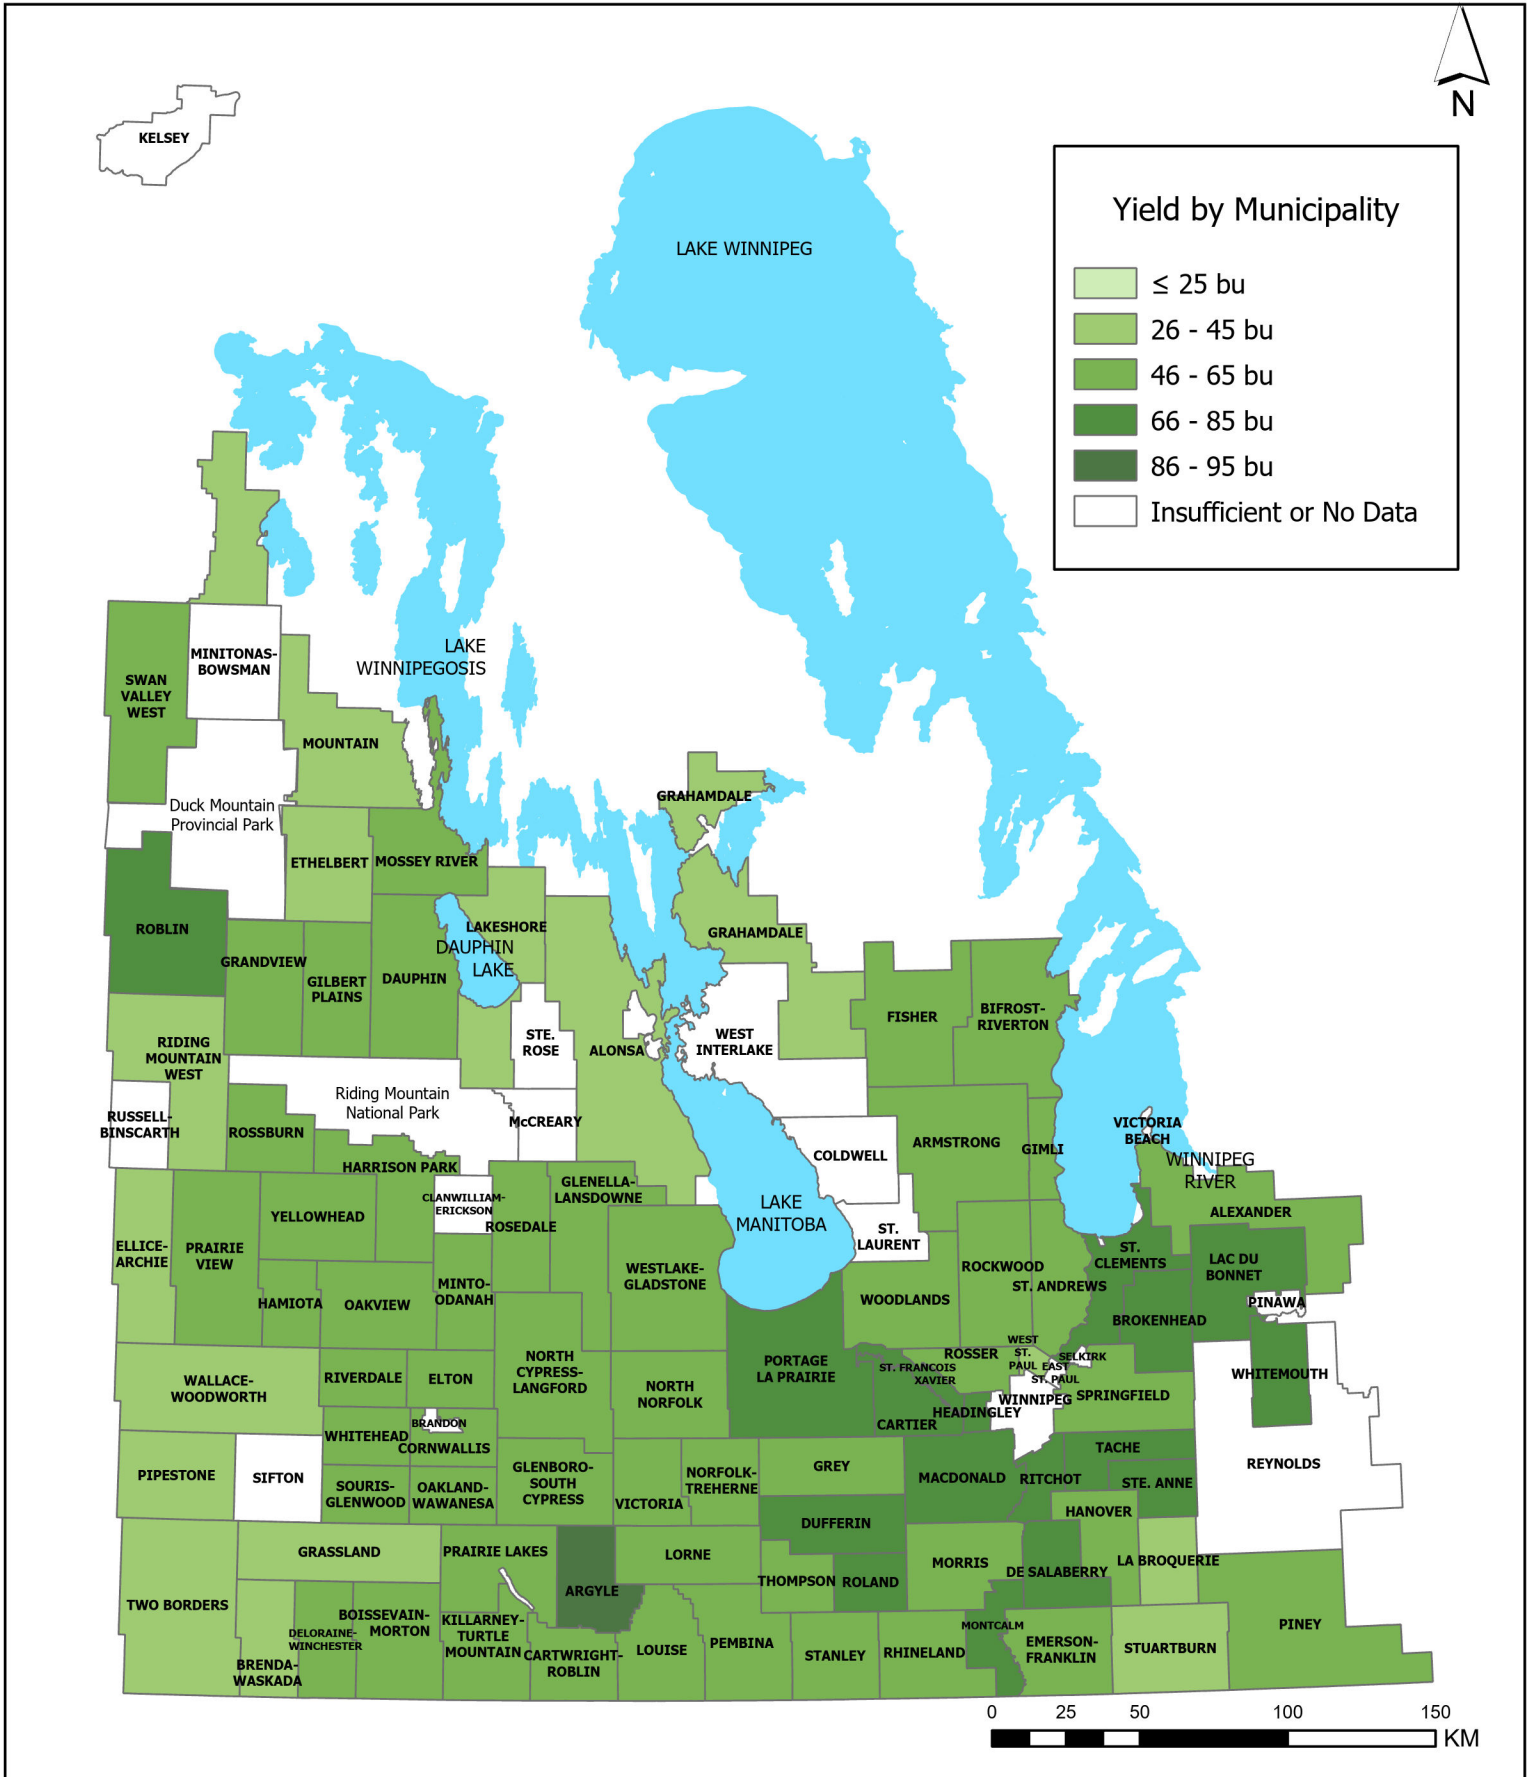 N
KELSEY
Yield by Municipality
≤ 25 bu
26 - 45 bu
46 - 65 bu
66 - 85 bu
86 - 95 bu
Insufficient or No Data
LAKE WINNIPEG
LAKE
WINNIPEGOSIS
MINITONAS-
BOWSMAN
SWAN
VALLEY
WEST
MOUNTAIN
Duck Mountain
Provincial Park
GRAHAMDALE
ETHELBERT
MOSSEY RIVER
ROBLIN
GRANDVIEW
GILBERT
PLAINS
DAUPHIN
LAKESHORE
DAUPHIN
LAKE
GRAHAMDALE
FISHER
BIFROST-
RIVERTON
STE.
ROSE
ALONSA
WEST
INTERLAKE
RIDING
MOUNTAIN
WEST
Riding Mountain
National Park
RUSSELL-
BINSCARTH
ROSSBURN
McCREARY
HARRISON PARK
COLDWELL
ARMSTRONG
GIMLI
VICTORIA
BEACH
WINNIPEG
RIVER
CLANWILLIAM-
ERICKSON
GLENELLA-
LANSDOWNE
ROSEDALE
YELLOWHEAD
LAKE
MANITOBA
ST.
LAURENT
ALEXANDER
ELLICE-
ARCHIE
PRAIRIE
VIEW
HAMIOTA
OAKVIEW
MINTO-
ODANAH
WESTLAKE-
GLADSTONE
WOODLANDS
ROCKWOOD
ST. ANDREWS
ST.
CLEMENTS
LAC DU
BONNET
PINAWA
BROKENHEAD
WALLACE-
WOODWORTH
RIVERDALE
ELTON
NORTH
CYPRESS-
LANGFORD
NORTH
NORFOLK
PORTAGE
LA PRAIRIE
ST. FRANCOIS
XAVIER
ROSSER
WEST
ST.
PAUL
EAST
ST. PAUL
SELKIRK
WHITEMOUTH
WINNIPEG
SPRINGFIELD
HEADINGLEY
CARTIER
BRANDON
WHITEHEAD
CORNWALLIS
PIPESTONE
SIFTON
SOURIS-
GLENWOOD
OAKLAND-
WAWANESA
GLENBORO-
SOUTH
CYPRESS
VICTORIA
NORFOLK-
TREHERNE
GREY
MACDONALD
RITCHOT
TACHE
STE. ANNE
REYNOLDS
HANOVER
DUFFERIN
GRASSLAND
PRAIRIE LAKES
ARGYLE
LORNE
THOMPSON
ROLAND
MORRIS
DE SALABERRY
LA BROQUERIE
TWO BORDERS
BRENDA-
WASKADA
DELORAINE-
WINCHESTER
BOISSEVAIN-
MORTON
KILLARNEY-
TURTLE
MOUNTAIN
CARTWRIGHT-
ROBLIN
LOUISE
PEMBINA
STANLEY
RHINELAND
MONTCALM
EMERSON-
FRANKLIN
STUARTBURN
PINEY
0 25 50 100 150
KM